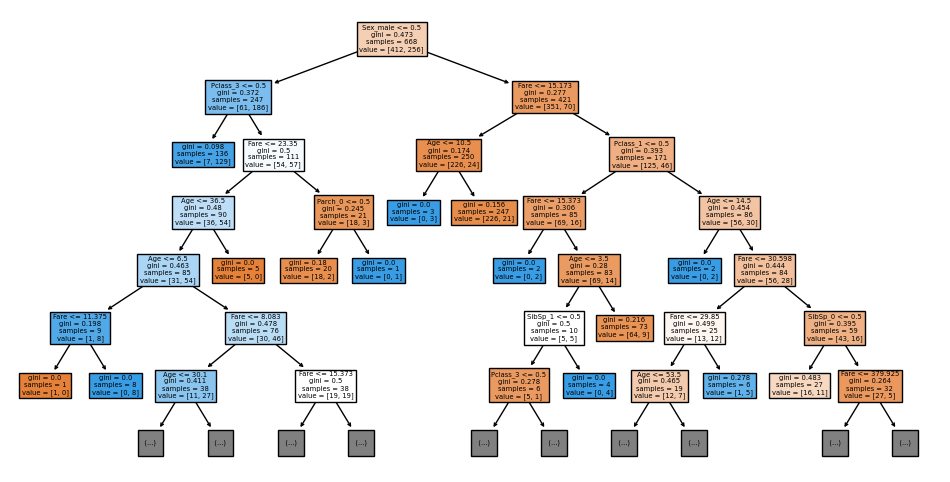 Sex_male <= 0.5
gini = 0.473
samples = 668
value = [412, 256]
Pclass_3 <= 0.5
gini = 0.372
samples = 247
value = [61, 186]
Fare <= 15.173
gini = 0.277
samples = 421
value = [351, 70]
gini = 0.098
samples = 136
value = [7, 129]
Fare <= 23.35
gini = 0.5
samples = 111
value = [54, 57]
Age <= 10.5
gini = 0.174
samples = 250
value = [226, 24]
Pclass_1 <= 0.5
gini = 0.393
samples = 171
value = [125, 46]
Age <= 36.5
gini = 0.48
samples = 90
value = [36, 54]
Parch_0 <= 0.5
gini = 0.245
samples = 21
value = [18, 3]
gini = 0.0
samples = 3
value = [0, 3]
gini = 0.156
samples = 247
value = [226, 21]
Fare <= 15.373
gini = 0.306
samples = 85
value = [69, 16]
Age <= 14.5
gini = 0.454
samples = 86
value = [56, 30]
Age <= 6.5
gini = 0.463
samples = 85
value = [31, 54]
gini = 0.0
samples = 5
value = [5, 0]
gini = 0.18
samples = 20
value = [18, 2]
gini = 0.0
samples = 1
value = [0, 1]
gini = 0.0
samples = 2
value = [0, 2]
Age <= 3.5
gini = 0.28
samples = 83
value = [69, 14]
gini = 0.0
samples = 2
value = [0, 2]
Fare <= 30.598
gini = 0.444
samples = 84
value = [56, 28]
Fare <= 11.375
gini = 0.198
samples = 9
value = [1, 8]
Fare <= 8.083
gini = 0.478
samples = 76
value = [30, 46]
SibSp_1 <= 0.5
gini = 0.5
samples = 10
value = [5, 5]
gini = 0.216
samples = 73
value = [64, 9]
Fare <= 29.85
gini = 0.499
samples = 25
value = [13, 12]
SibSp_0 <= 0.5
gini = 0.395
samples = 59
value = [43, 16]
gini = 0.0
samples = 1
value = [1, 0]
gini = 0.0
samples = 8
value = [0, 8]
Age <= 30.1
gini = 0.411
samples = 38
value = [11, 27]
Fare <= 15.373
gini = 0.5
samples = 38
value = [19, 19]
Pclass_3 <= 0.5
gini = 0.278
samples = 6
value = [5, 1]
gini = 0.0
samples = 4
value = [0, 4]
Age <= 53.5
gini = 0.465
samples = 19
value = [12, 7]
gini = 0.278
samples = 6
value = [1, 5]
gini = 0.483
samples = 27
value = [16, 11]
Fare <= 379.925
gini = 0.264
samples = 32
value = [27, 5]
(...)
(...)
(...)
(...)
(...)
(...)
(...)
(...)
(...)
(...)